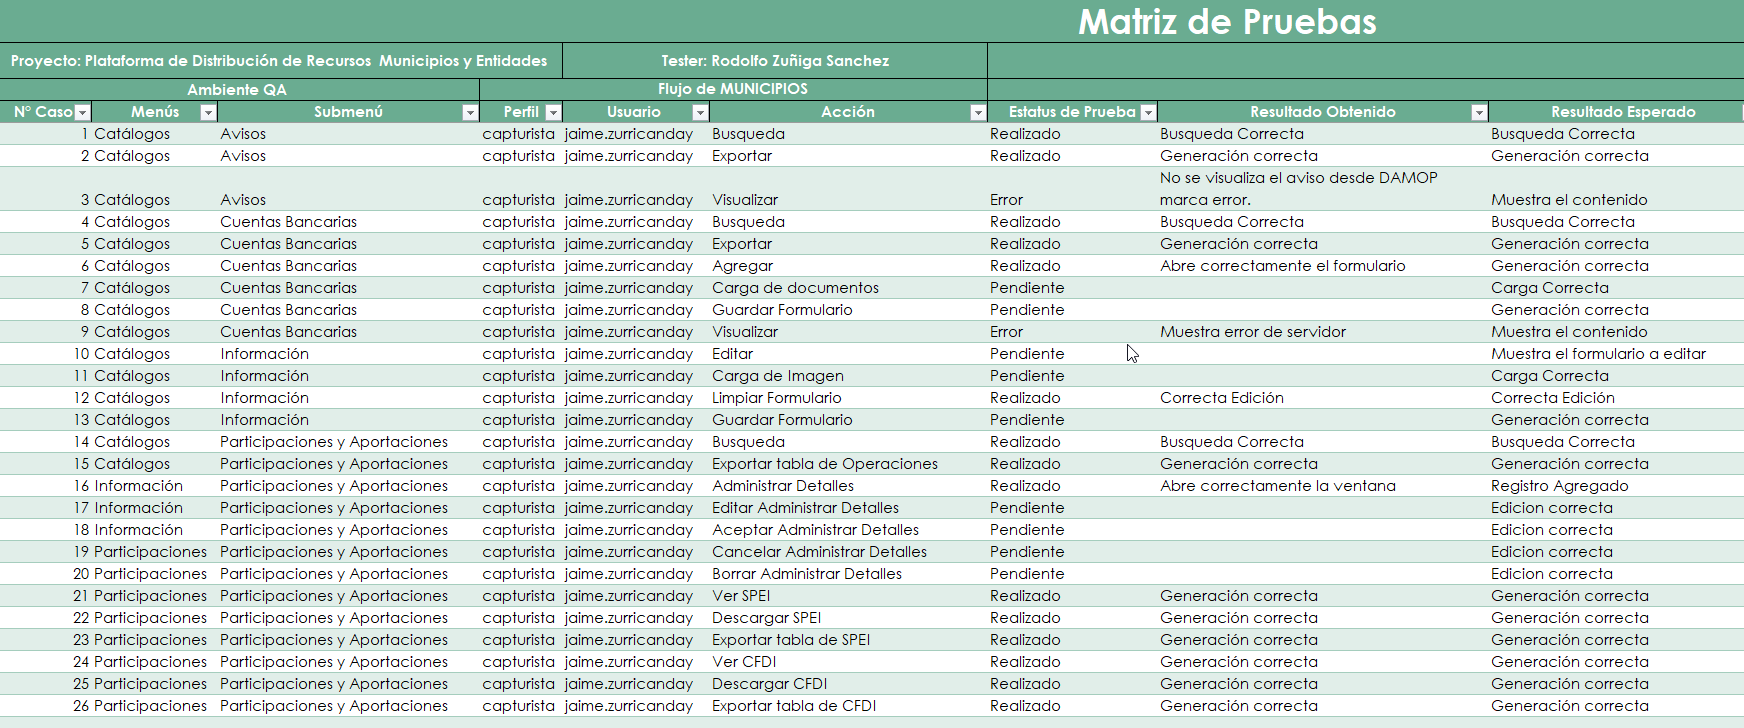 Matriz de Pruebas
Proyecto: Plataforma de Distribución de Recursos  Municipios y Entidades Tester: Rodolfo Zuñiga Sanchez
Ambiente QA Flujo de MUNICIPIOS
N° Caso Menús Submenú Perfil Usuario Acción Estatus de Prueba Resultado Obtenido Resultado Esperado
1 Catálogos Avisos capturista jaime.zurricanday Busqueda Realizado Busqueda Correcta Busqueda Correcta
2 Catálogos Avisos capturista jaime.zurricanday Exportar Realizado Generación correcta Generación correcta
No se visualiza el aviso desde DAMOP
3 Catálogos Avisos capturista jaime.zurricanday Visualizar Error marca error. Muestra el contenido
4 Catálogos Cuentas Bancarias capturista jaime.zurricanday Busqueda Realizado Busqueda Correcta Busqueda Correcta
5 Catálogos Cuentas Bancarias capturista jaime.zurricanday Exportar Realizado Generación correcta Generación correcta
6 Catálogos Cuentas Bancarias capturista jaime.zurricanday Agregar Realizado Abre correctamente el formulario Generación correcta
7 Catálogos Cuentas Bancarias capturista jaime.zurricanday Carga de documentos Pendiente Carga Correcta
8 Catálogos Cuentas Bancarias capturista jaime.zurricanday Guardar Formulario Pendiente Generación correcta
9 Catálogos Cuentas Bancarias capturista jaime.zurricanday Visualizar Error Muestra error de servidor Muestra el contenido
10 Catálogos Información capturista jaime.zurricanday Editar Pendiente Muestra el formulario a editar
11 Catálogos Información capturista jaime.zurricanday Carga de Imagen Pendiente Carga Correcta
12 Catálogos Información capturista jaime.zurricanday Limpiar Formulario Realizado Correcta Edición Correcta Edición
13 Catálogos Información capturista jaime.zurricanday Guardar Formulario Pendiente Generación correcta
14 Catálogos Participaciones y Aportaciones capturista jaime.zurricanday Busqueda Realizado Busqueda Correcta Busqueda Correcta
15 Catálogos Participaciones y Aportaciones capturista jaime.zurricanday Exportar tabla de Operaciones Realizado Generación correcta Generación correcta
16 Información Participaciones y Aportaciones capturista jaime.zurricanday Administrar Detalles Realizado Abre correctamente la ventana Registro Agregado
17 Información Participaciones y Aportaciones capturista jaime.zurricanday Editar Administrar Detalles Pendiente Edicion correcta
18 Información Participaciones y Aportaciones capturista jaime.zurricanday Aceptar Administrar Detalles Pendiente Edicion correcta
19 Participaciones Participaciones y Aportaciones capturista jaime.zurricanday Cancelar Administrar Detalles Pendiente Edicion correcta
20 Participaciones Participaciones y Aportaciones capturista jaime.zurricanday Borrar Administrar Detalles Pendiente Edicion correcta
21 Participaciones Participaciones y Aportaciones capturista jaime.zurricanday Ver SPEI Realizado Generación correcta Generación correcta
22 Participaciones Participaciones y Aportaciones capturista jaime.zurricanday Descargar SPEI Realizado Generación correcta Generación correcta
23 Participaciones Participaciones y Aportaciones capturista jaime.zurricanday Exportar tabla de SPEI Realizado Generación correcta Generación correcta
24 Participaciones Participaciones y Aportaciones capturista jaime.zurricanday Ver CFDI Realizado Generación correcta Generación correcta
25 Participaciones Participaciones y Aportaciones capturista jaime.zurricanday Descargar CFDI Realizado Generación correcta Generación correcta
26 Participaciones Participaciones y Aportaciones capturista jaime.zurricanday Exportar tabla de CFDI Realizado Generación correcta Generación correcta